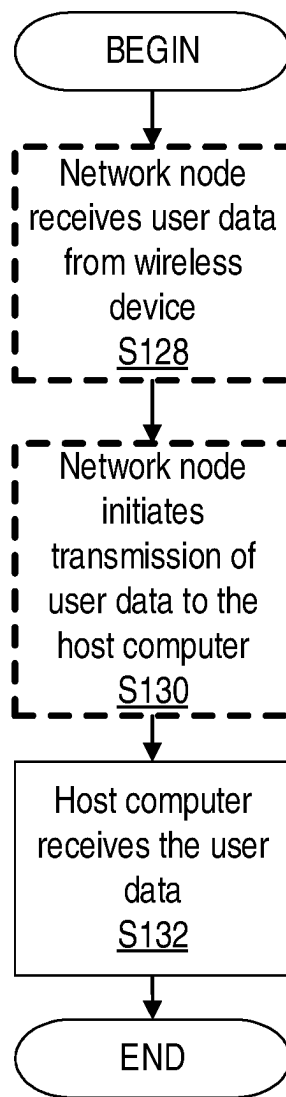 BEGIN
Network node
receives user data
from wireless
device
S128
Network node
initiates
transmission of
user data to the
host computer
S130
Host computer
receives the user
data
S132
END